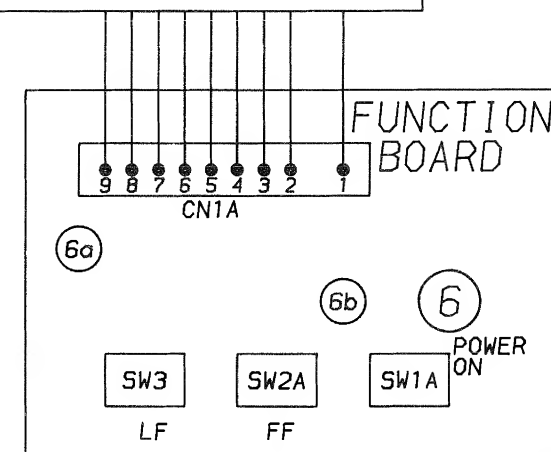 FUNCTION
BOARD
9 8 7 6 5 4 3 2 1
CN1A
6a
6b
6
POWER
ON
SW3
SW2A
SW1A
LF
FF